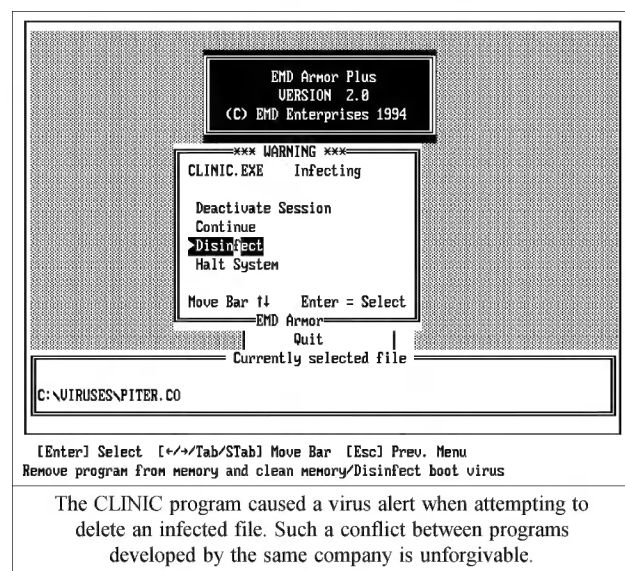 EMD Armor Plus
VERSION 2.0
(C) EMD Enterprises 1994
*** WARNING ***
CLINIC.EXE Infecting
Deactivate Session
Continue
>Disinfect
Halt System
Move Bar ↑↓ Enter = Select
EMD Armor
Quit
Currently selected file
C:\VIRUSES\PITER.CO
[Enter] Select [←/→/Tab/STab] Move Bar [Esc] Prev. Menu
Remove program from memory and clean memory/Disinfect boot virus
The CLINIC program caused a virus alert when attempting to
delete an infected file. Such a conflict between programs
developed by the same company is unforgivable.